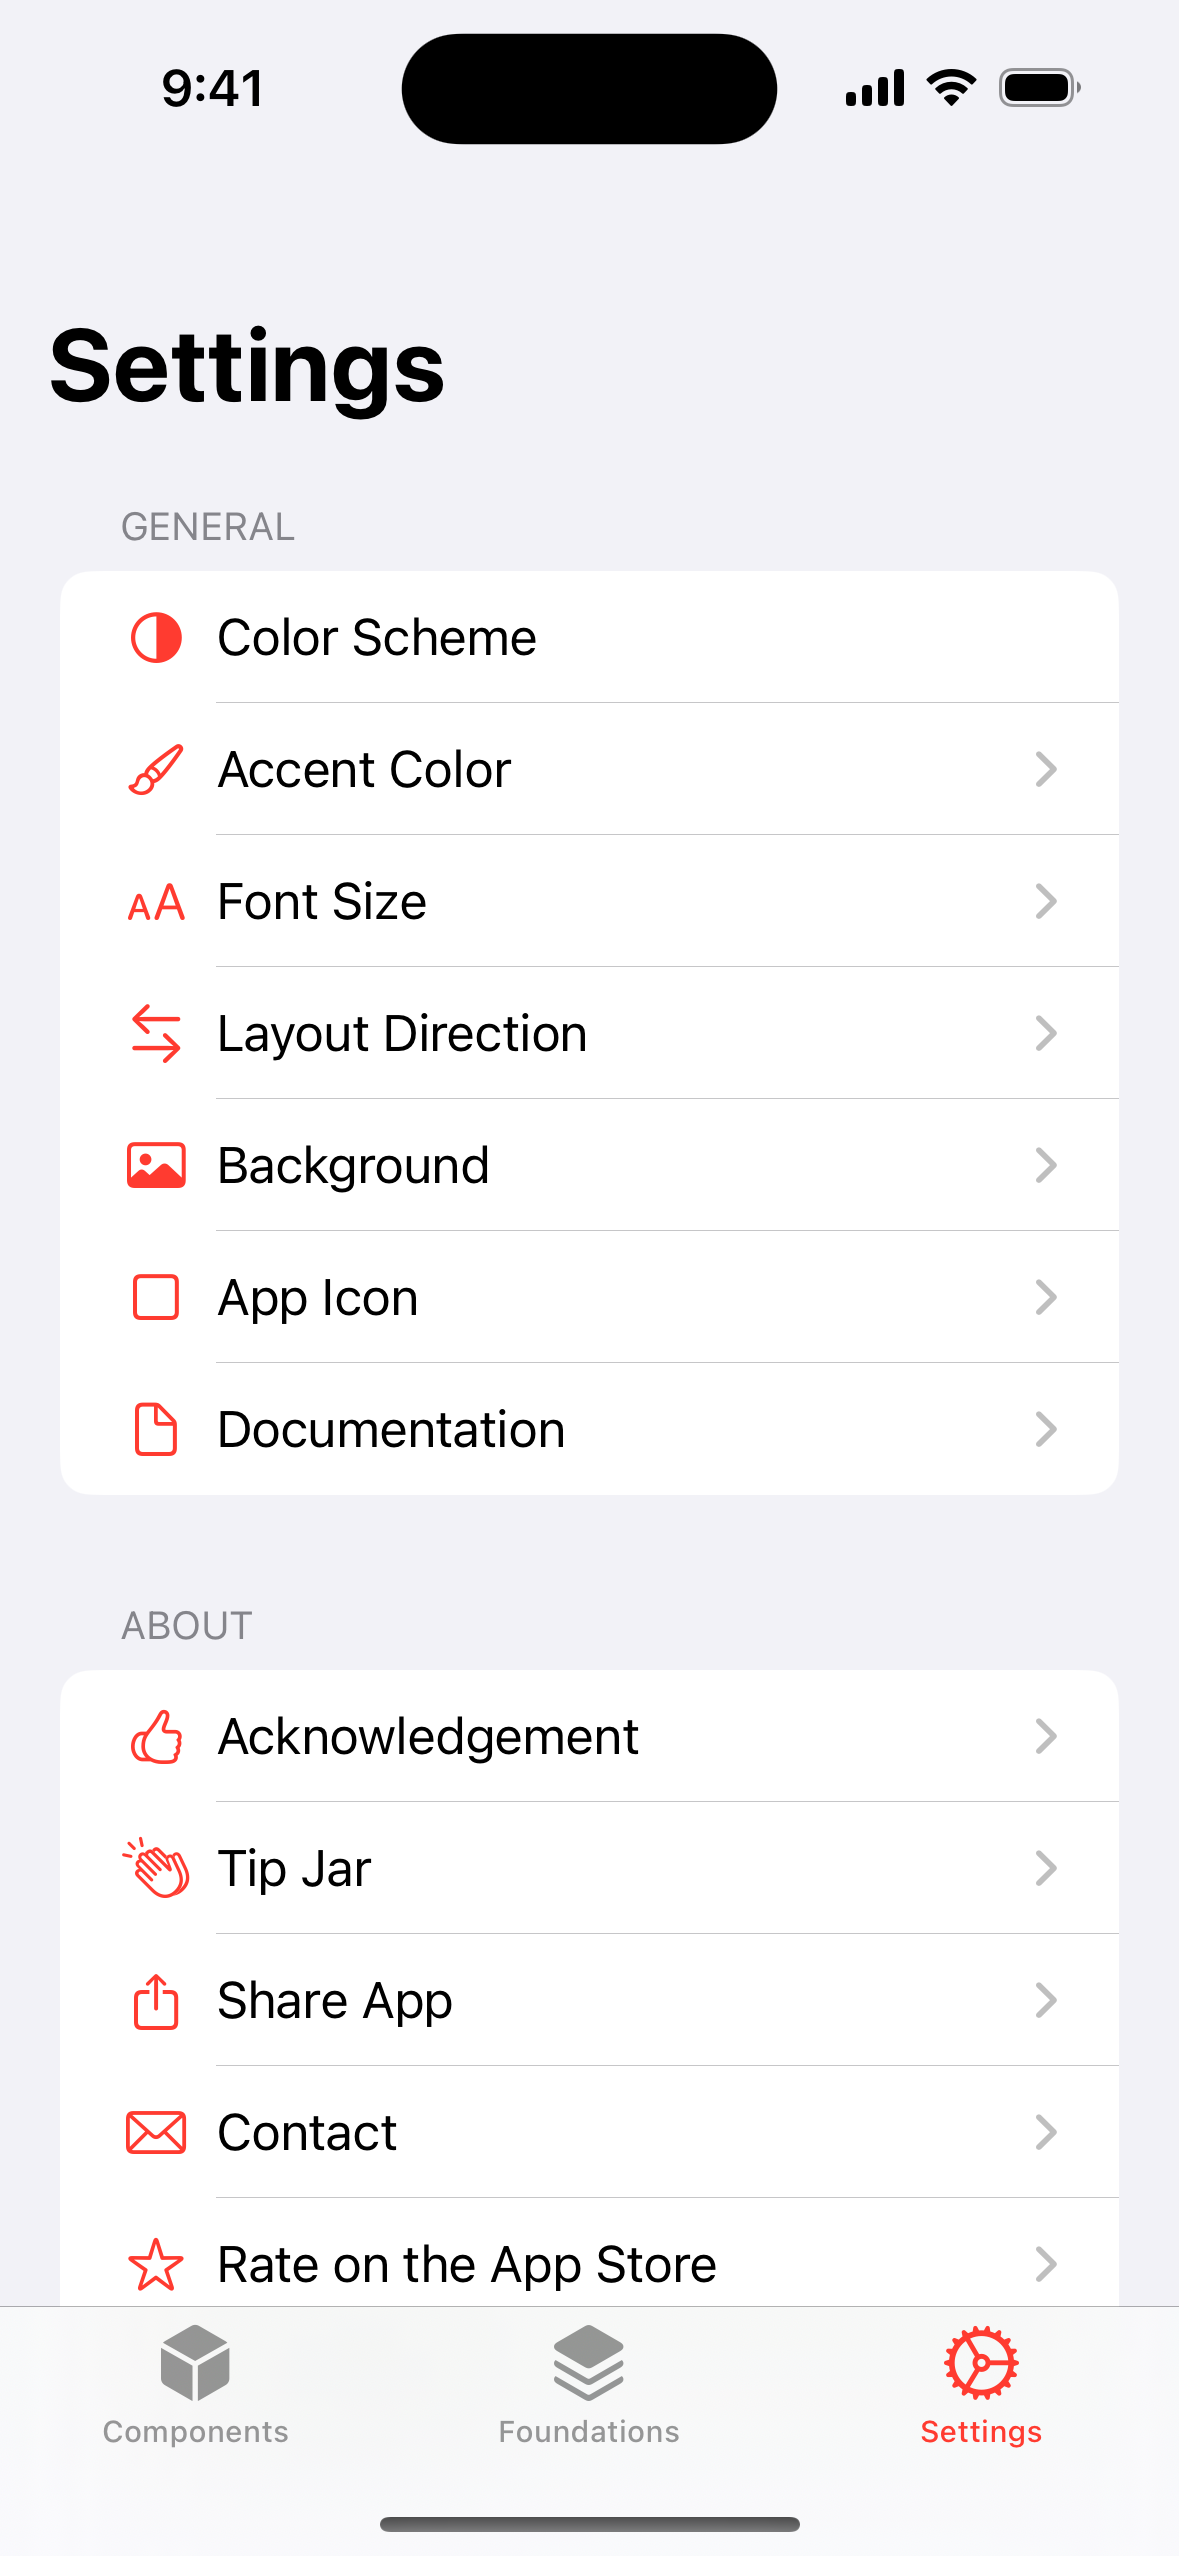 9:41
Settings
GENERAL
Color Scheme
Accent Color
Font Size
Layout Direction
Background
App Icon
Documentation
ABOUT
Acknowledgement
Tip Jar
Share App
Contact
Rate on the App Store
Components Foundations Settings